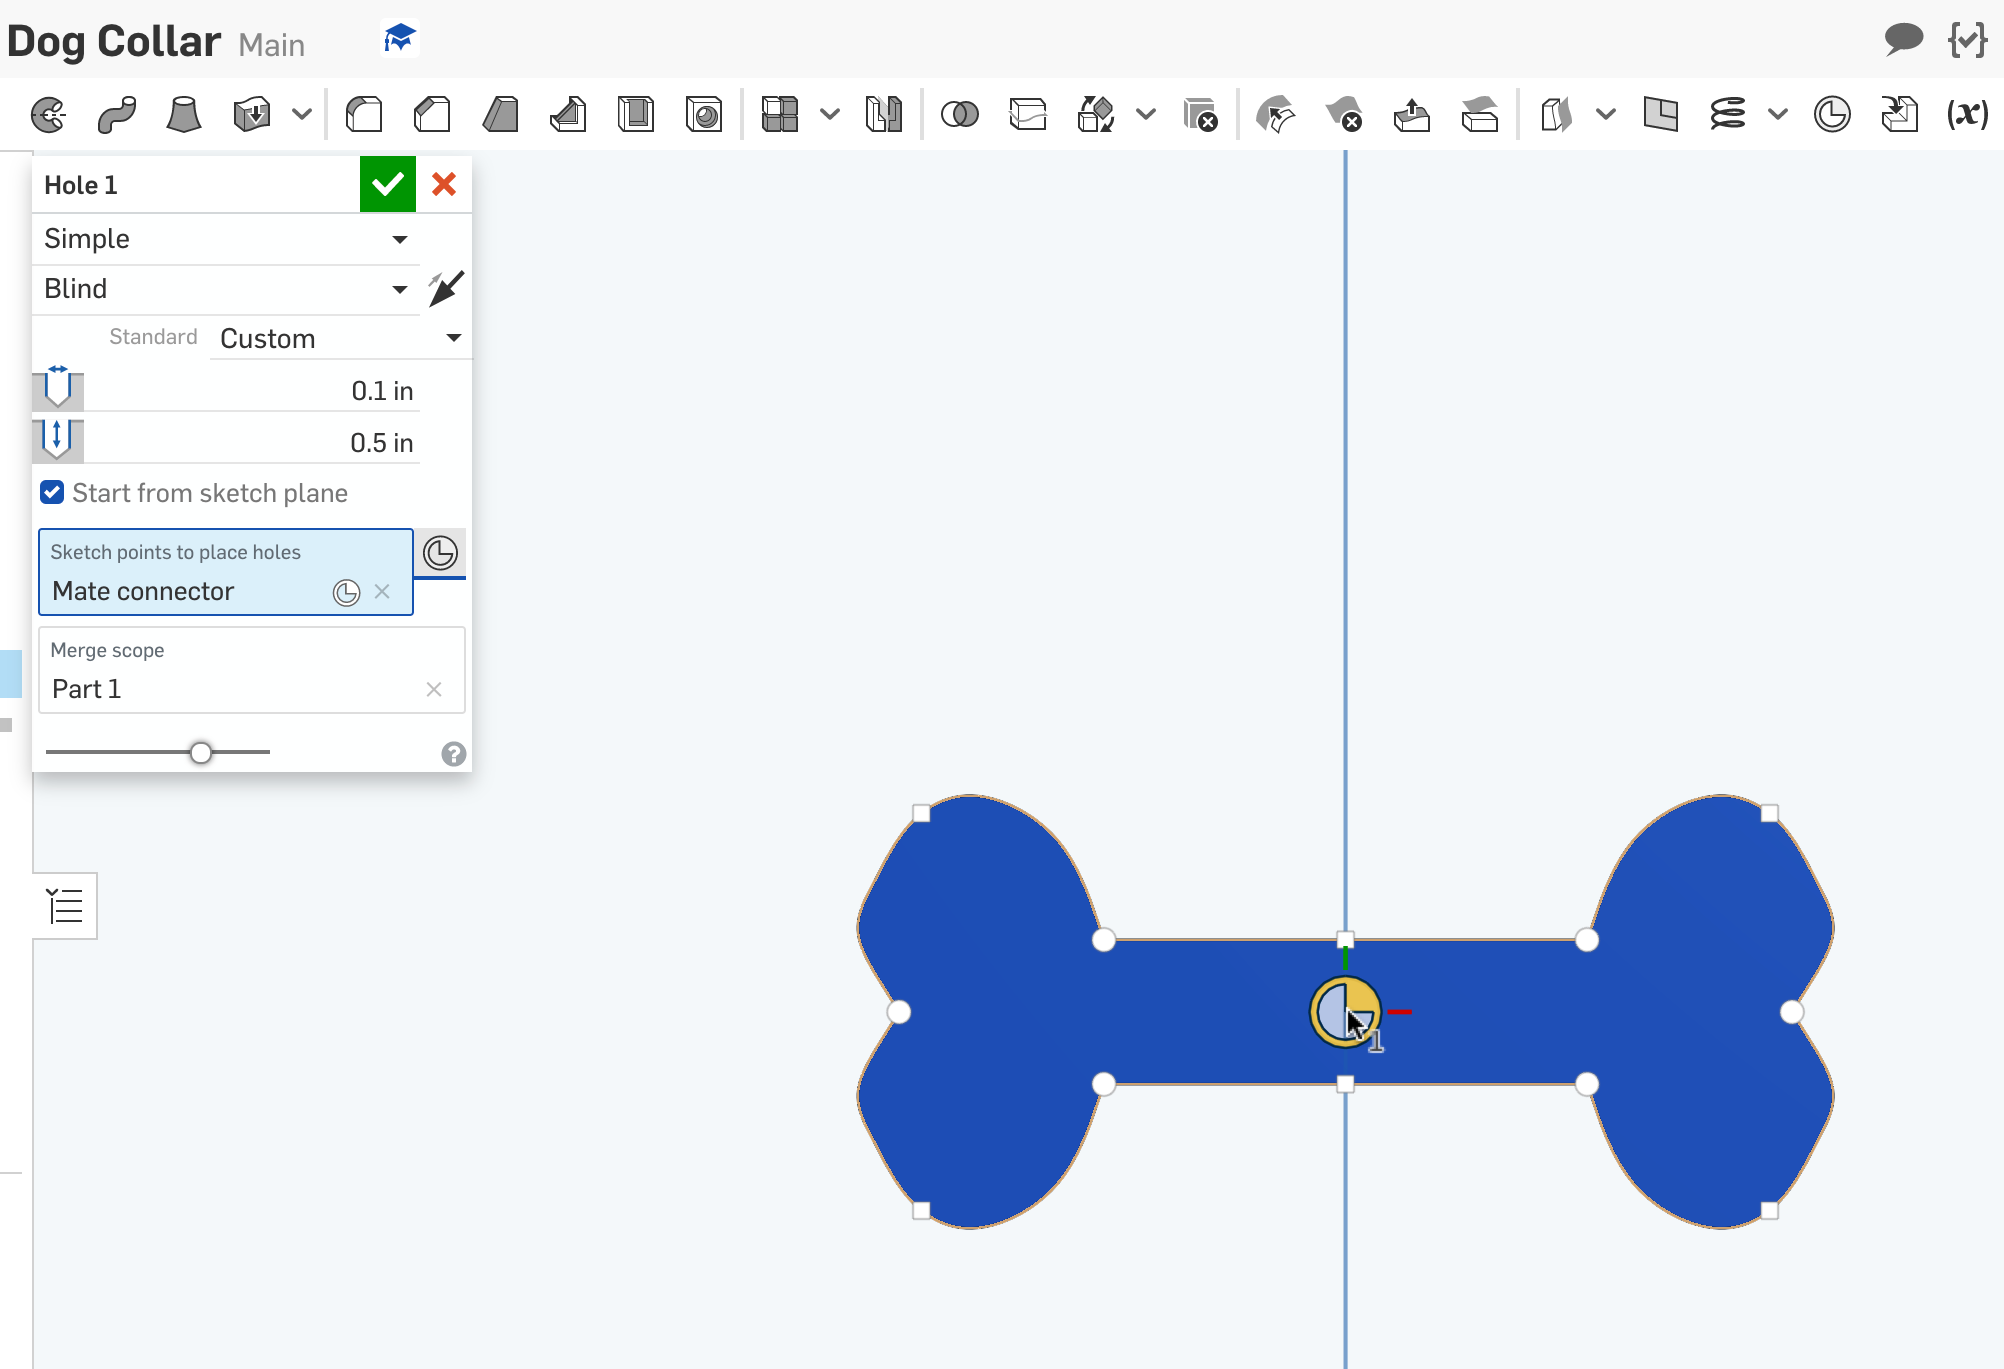 Dog Collar Main
(x)
Hole 1
Simple
Blind
Standard Custom
0.1 in
0.5 in
Start from sketch plane
Sketch points to place holes
Mate connector
Merge scope
Part 1
?
1